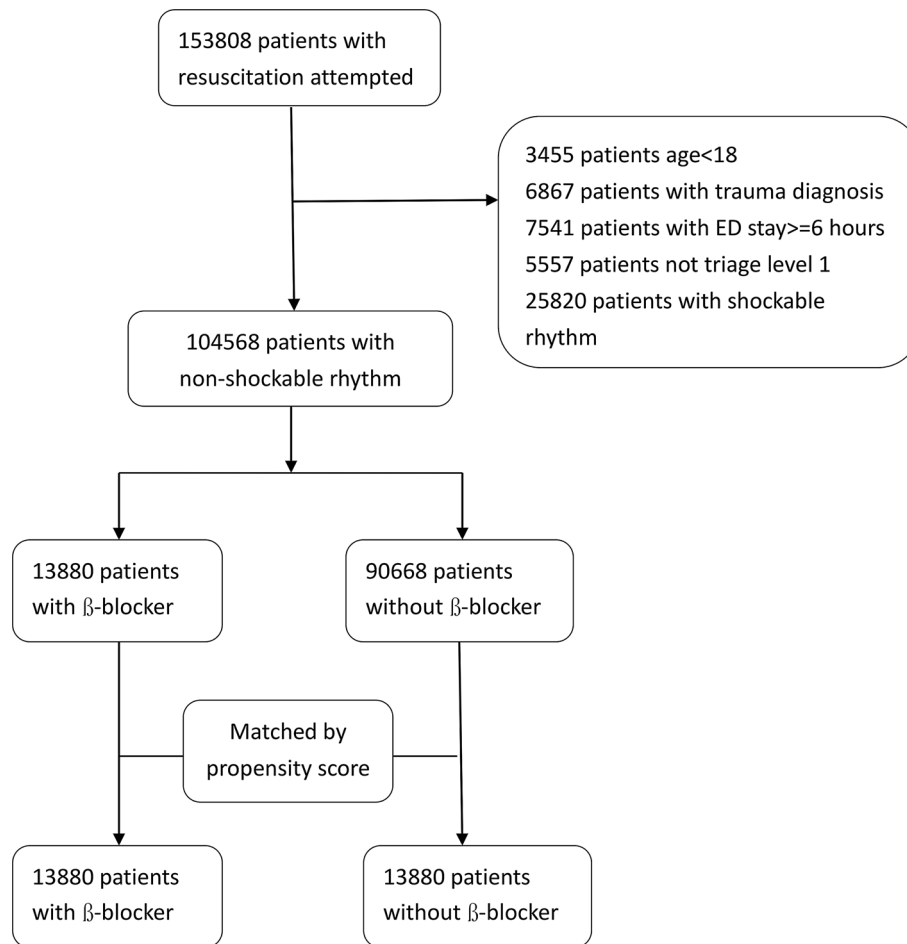 153808 patients with
resuscitation attempted
3455 patients age<18
6867 patients with trauma diagnosis
7541 patients with ED stay>=6 hours
5557 patients not triage level 1
25820 patients with shockable
rhythm
104568 patients with
non-shockable rhythm
13880 patients
with ß-blocker
90668 patients
without ß-blocker
Matched by
propensity score
13880 patients
with ß-blocker
13880 patients
without ß-blocker